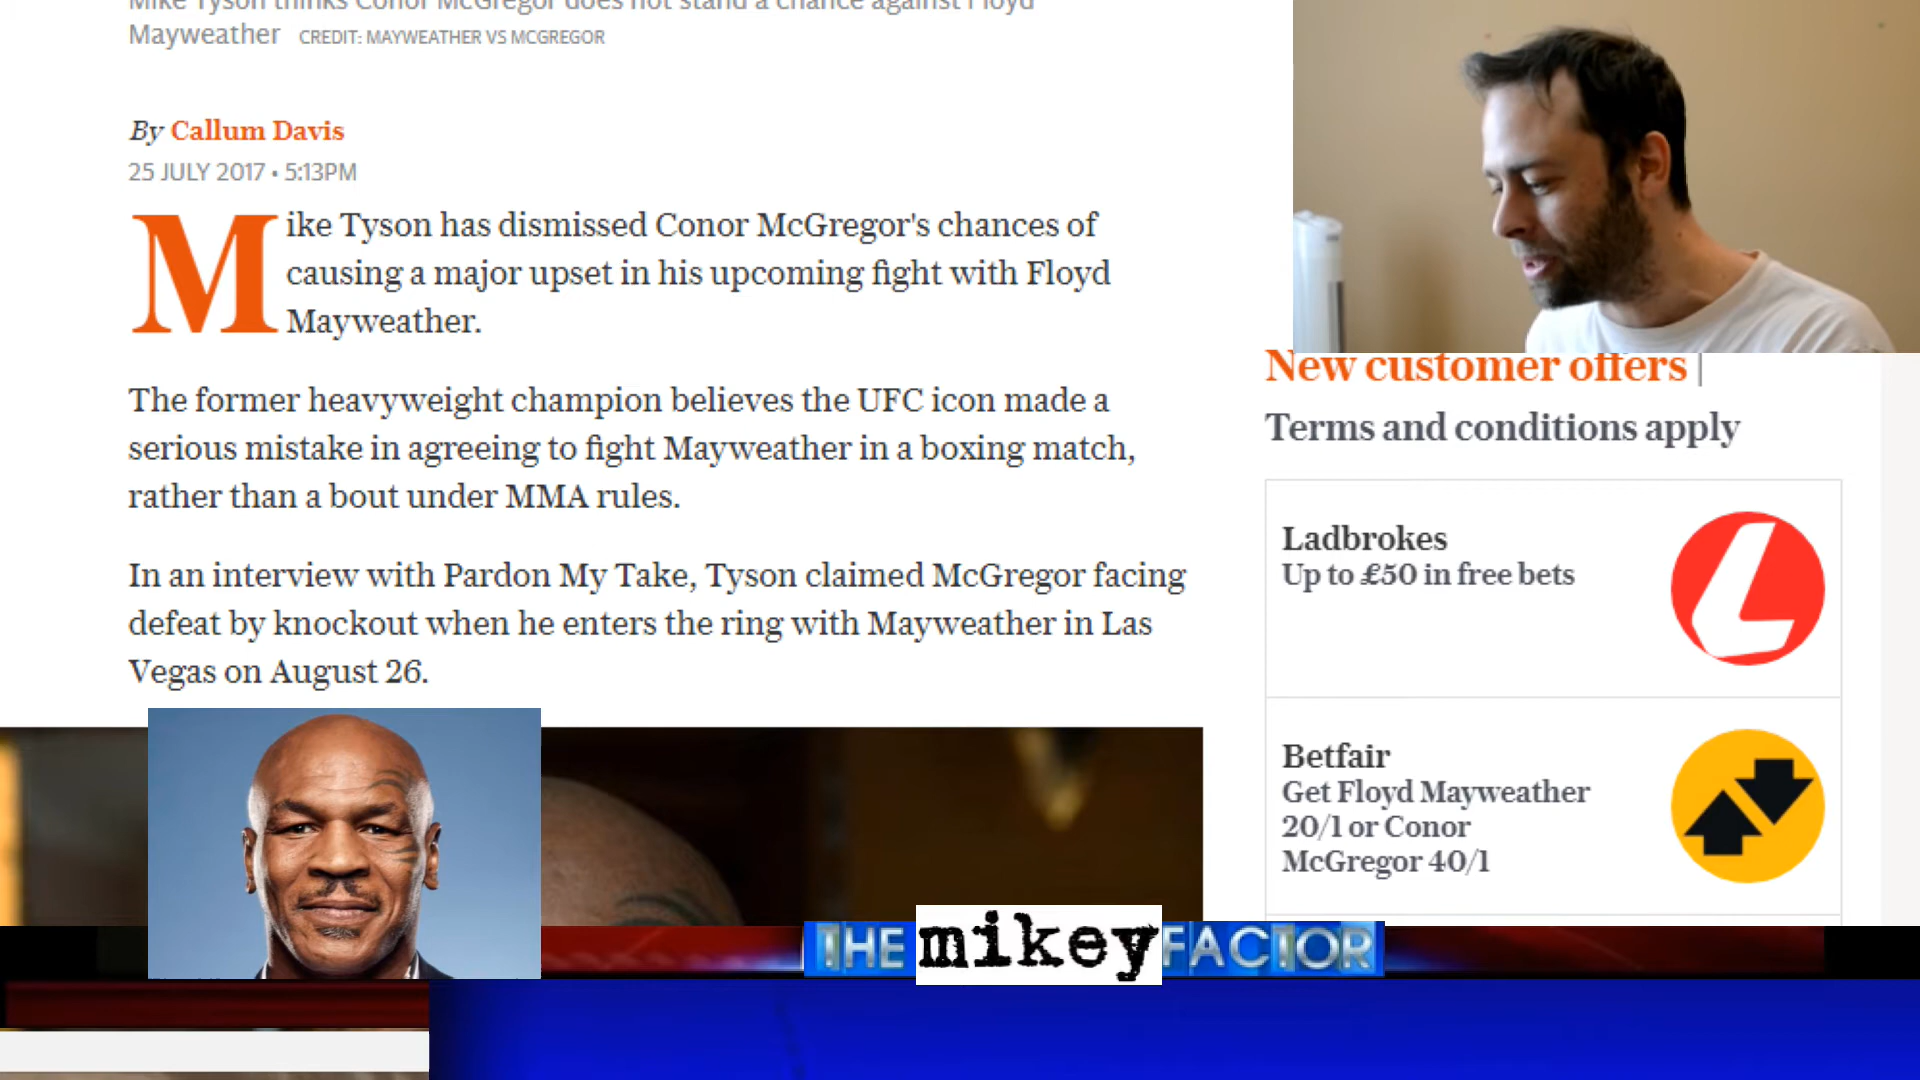 Mike Tyson thinks Conor McGregor does not stand a chance against Floyd
Mayweather CREDIT: MAYWEATHER VS MCGREGOR
By Callum Davis
25 JULY 2017 • 5:13PM
Mike Tyson has dismissed Conor McGregor's chances of
causing a major upset in his upcoming fight with Floyd
Mayweather.
The former heavyweight champion believes the UFC icon made a
serious mistake in agreeing to fight Mayweather in a boxing match,
rather than a bout under MMA rules.
In an interview with Pardon My Take, Tyson claimed McGregor facing
defeat by knockout when he enters the ring with Mayweather in Las
Vegas on August 26.
New customer offers |
Terms and conditions apply
Ladbrokes
Up to £50 in free bets
L
Betfair
Get Floyd Mayweather
20/1 or Conor
McGregor 40/1
THE mikey FACTOR